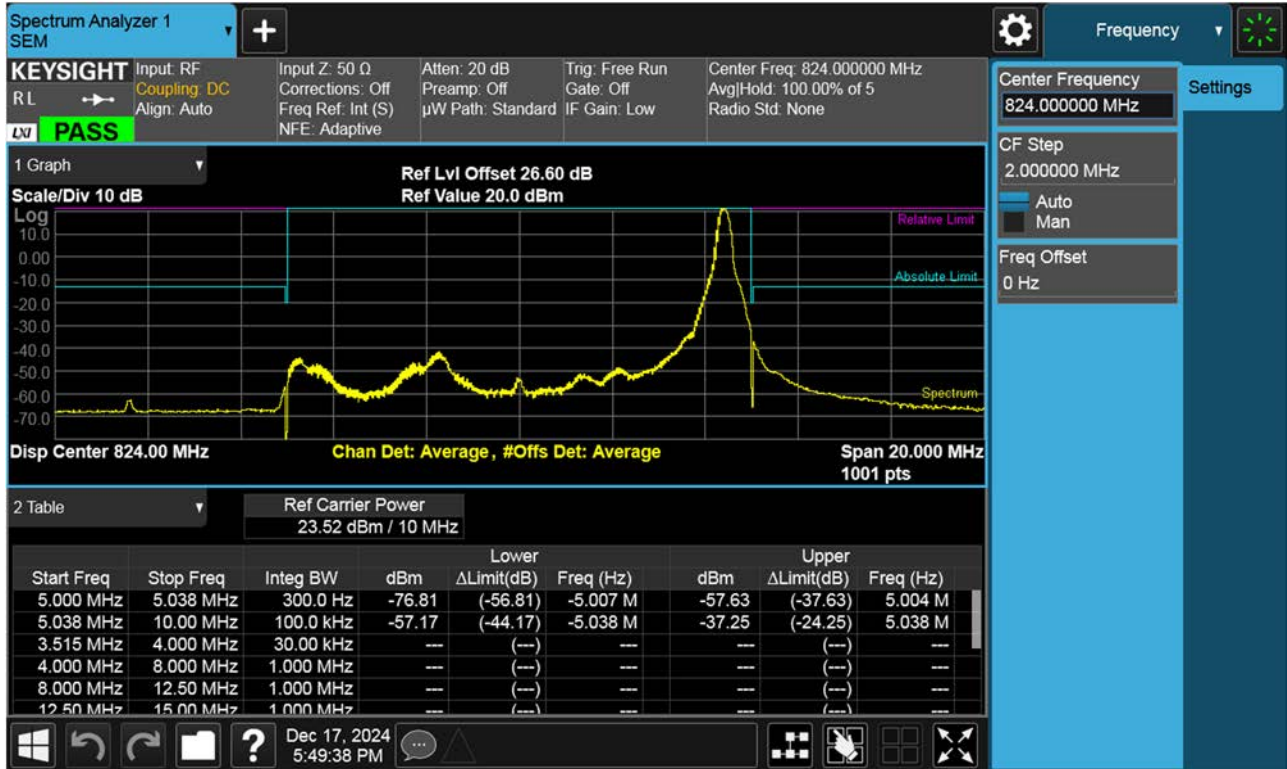 Spectrum Analyzer 1
SEM
Frequency
KEYSIGHT
RL
LXI
PASS
Input: RF
Coupling: DC
Align: Auto
Input Z: 50 Ω
Corrections: Off
Freq Ref: Int (S)
NFE: Adaptive
Atten: 20 dB
Preamp: Off
µW Path: Standard
Trig: Free Run
Gate: Off
IF Gain: Low
Center Freq: 824.000000 MHz
Avg|Hold: 100.00% of 5
Radio Std: None
Center Frequency
824.000000 MHz
Settings
CF Step
2.000000 MHz
Auto
Man
Freq Offset
0 Hz
1 Graph
Ref Lvl Offset 26.60 dB
Scale/Div 10 dB
Ref Value 20.0 dBm
Log
Relative Limit
10.0
0.00
Absolute Limit
-10.0
-20.0
-30.0
-40.0
-50.0
Spectrum
-60.0
-70.0
Disp Center 824.00 MHz
Chan Det: Average, #Offs Det: Average
Span 20.000 MHz
1001 pts
2 Table
Ref Carrier Power
23.52 dBm / 10 MHz
Lower Upper
Start Freq Stop Freq Integ BW dBm ΔLimit(dB) Freq (Hz) dBm ΔLimit(dB) Freq (Hz)
5.000 MHz 5.038 MHz 300.0 Hz -76.81 (-56.81) -5.007 M -57.63 (-37.63) 5.004 M
5.038 MHz 10.00 MHz 100.0 kHz -57.17 (-44.17) -5.038 M -37.25 (-24.25) 5.038 M
3.515 MHz 4.000 MHz 30.00 kHz --- (---) --- --- (---) ---
4.000 MHz 8.000 MHz 1.000 MHz --- (---) --- --- (---) ---
8.000 MHz 12.50 MHz 1.000 MHz --- (---) --- --- (---) ---
12.50 MHz 15.00 MHz 1.000 MHz --- (---) --- --- (---) ---
?
Dec 17, 2024
5:49:38 PM